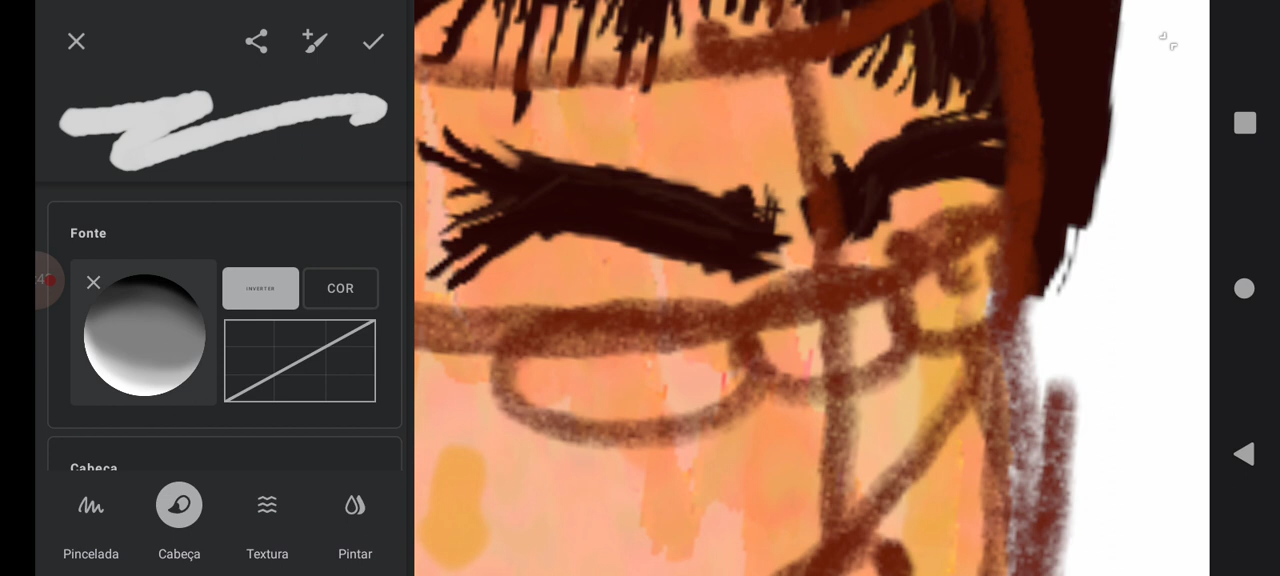 Fonte
INVERTER
COR
Cabeça
Pincelada
Cabeça
Textura
Pintar